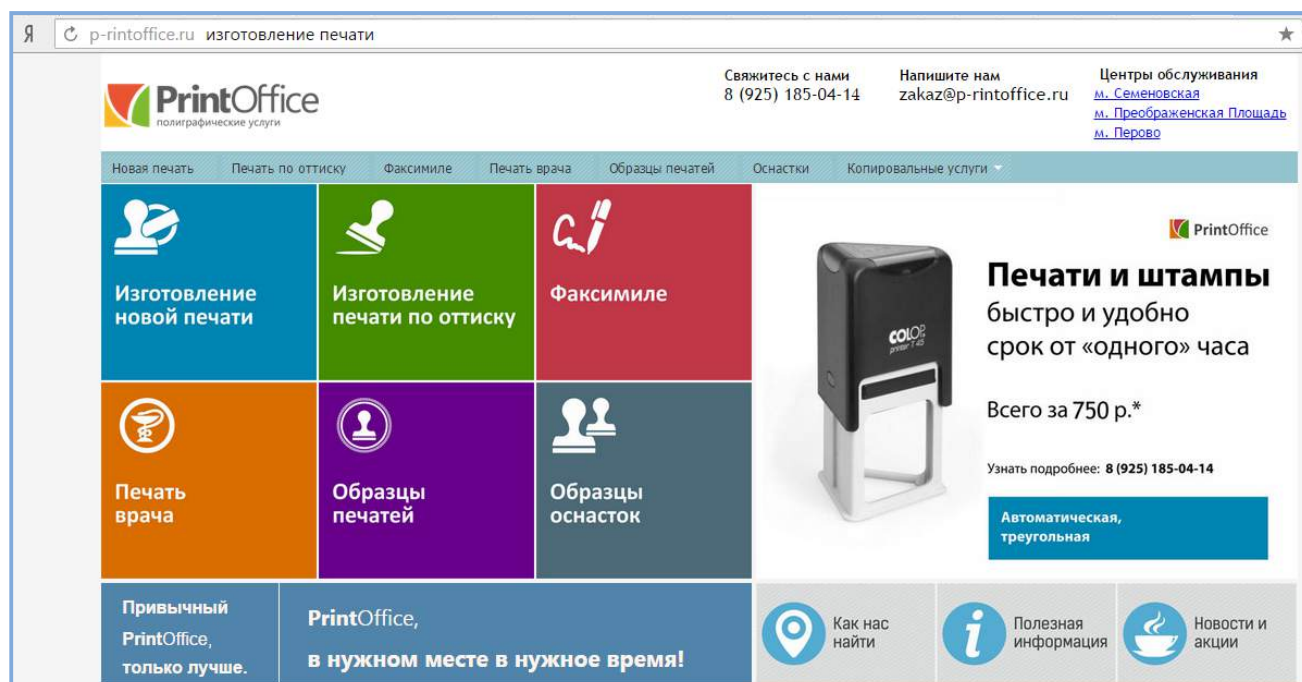 Я p-rintoffice.ru изготовление печати
PrintOffice
полиграфические услуги
Свяжитесь с нами
8 (925) 185-04-14
Напишите нам
zakaz@p-rintoffice.ru
Центры обслуживания
м. Семеновская
м. Преображенская Площадь
м. Перово
Новая печать Печать по оттиску Факсимиле Печать врача Образцы печатей Оснастки Копировальные услуги
Изготовление
новой печати
Изготовление
печати по оттиску
Факсимиле
Печать
врача
Образцы
печатей
Образцы
оснасток
COLOP
printer T 45
PrintOffice
Печати и штампы
быстро и удобно
срок от «одного» часа
Всего за 750 р.*
Узнать подробнее: 8 (925) 185-04-14
Автоматическая,
треугольная
Привычный
PrintOffice,
только лучше.
PrintOffice,
в нужном месте в нужное время!
Как нас
найти
Полезная
информация
Новости и
акции